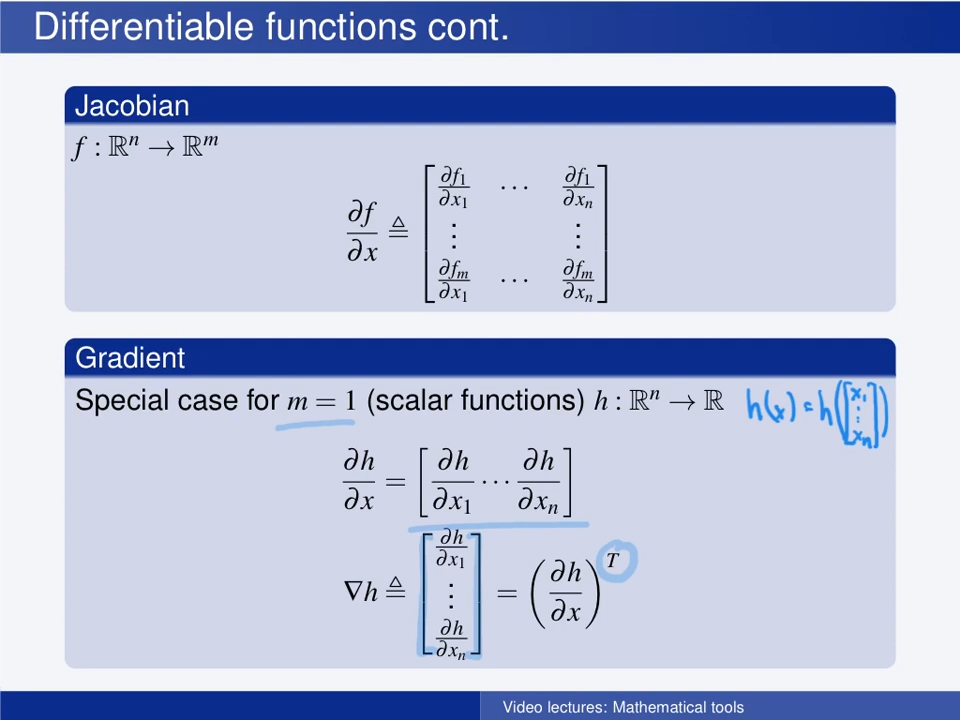 Differentiable functions cont.
Jacobian
f : ℝⁿ → ℝᵐ
∂f/∂x ≜ [∂f₁/∂x₁ ⋯ ∂f₁/∂xₙ
⋮ ⋮
∂fₘ/∂x₁ ⋯ ∂fₘ/∂xₙ]
Gradient
Special case for m = 1 (scalar functions) h : ℝⁿ → ℝ h(x) = h([x₁ ⋮ xₙ])
∂h/∂x = [∂h/∂x₁ ⋯ ∂h/∂xₙ]
∇h ≜ [∂h/∂x₁ ⋮ ∂h/∂xₙ] = (∂h/∂x)ᵀ
Video lectures: Mathematical tools